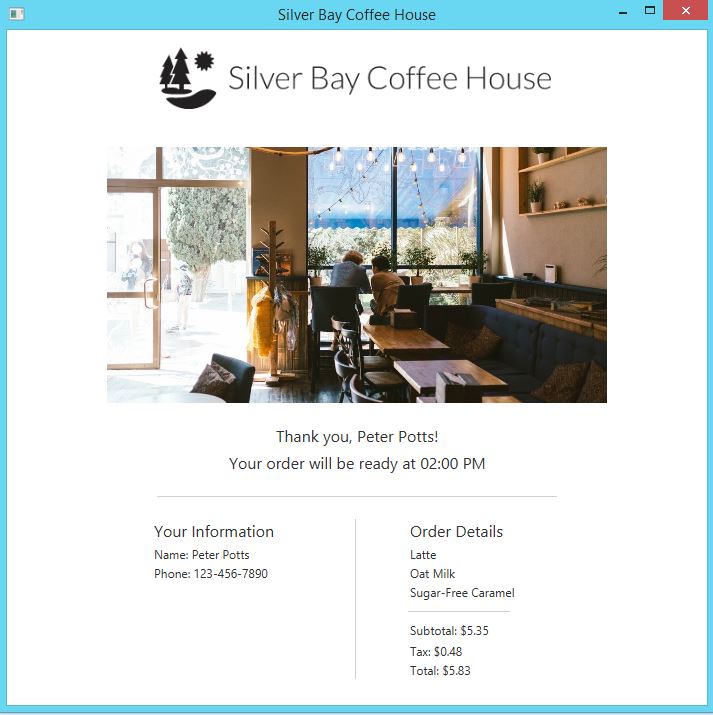 Silver Bay Coffee House
Silver Bay Coffee House
Thank you, Peter Potts!
Your order will be ready at 02:00 PM
Your Information
Name: Peter Potts
Phone: 123-456-7890
Order Details
Latte
Oat Milk
Sugar-Free Caramel
Subtotal: $5.35
Tax: $0.48
Total: $5.83